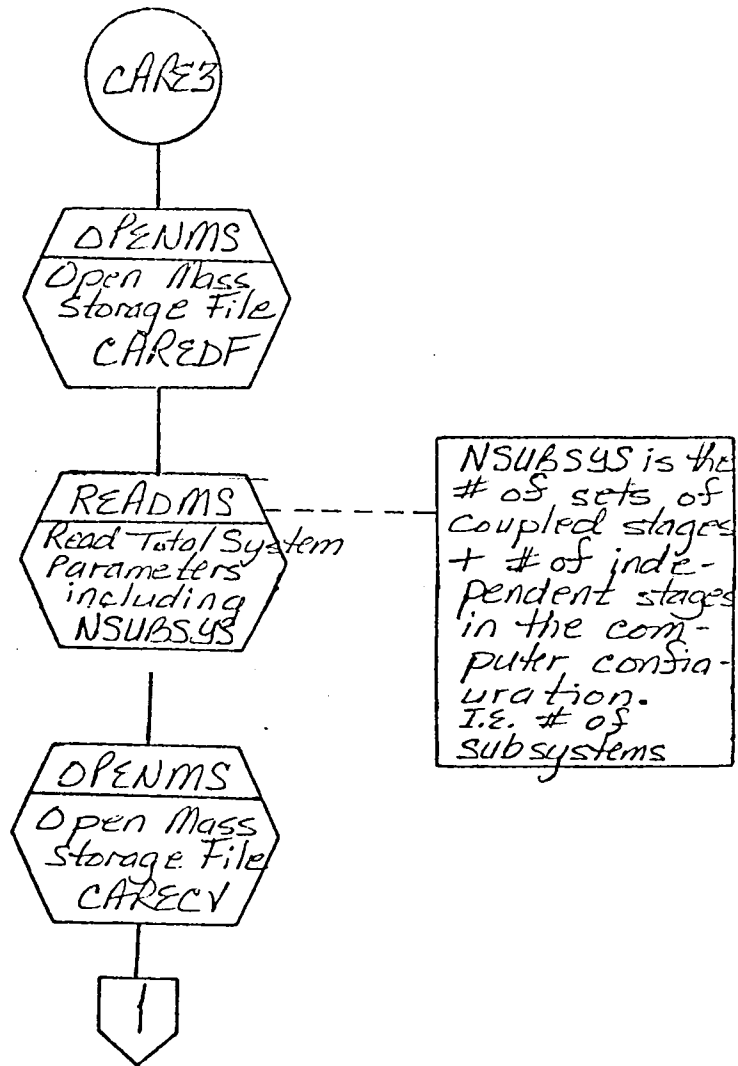 CARE3
OPENMS
Open Mass
Storage File
CAREDF
READMS
Read Total System
Parameters
including
NSUBSYS
NSUBSYS is the
# of sets of
coupled stages
+ # of inde-
pendent stages
in the com-
puter config-
uration.
I.E. # of
subsystems
OPENMS
Open Mass
Storage File
CARECV
1